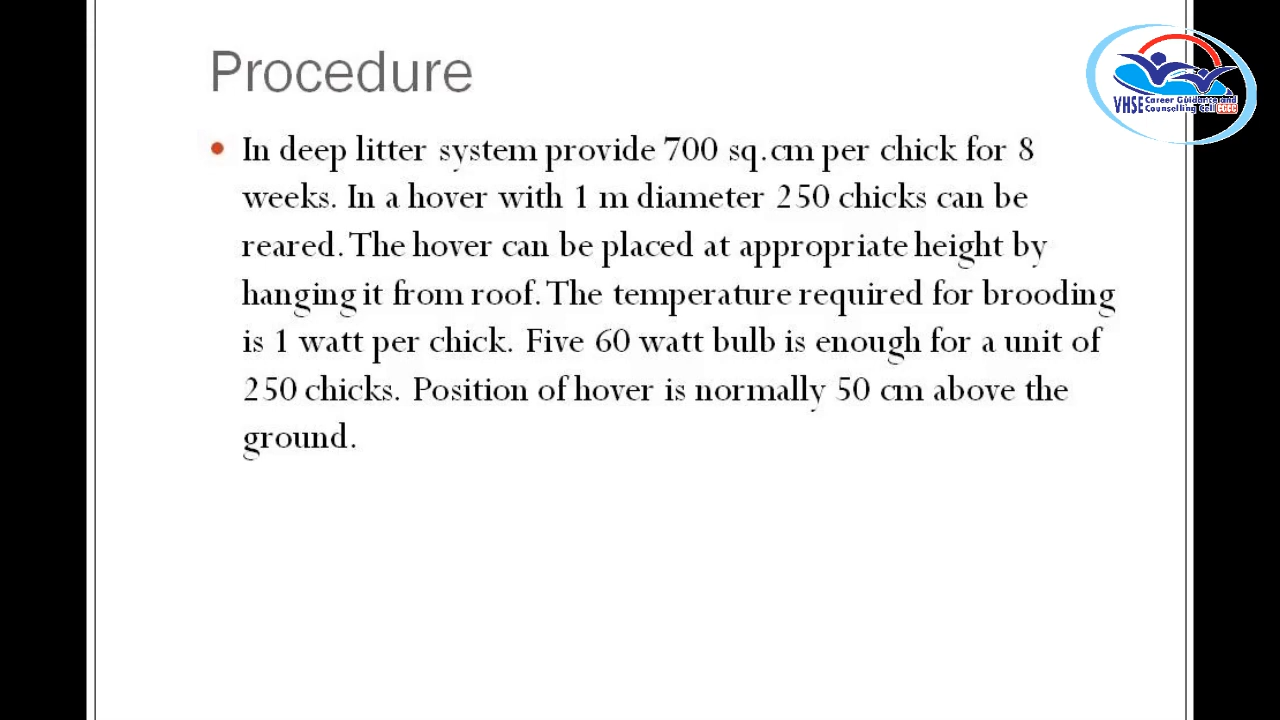 Procedure
VHSE Career Guidance and
Counselling Cell CGCC
In deep litter system provide 700 sq.cm per chick for 8
weeks. In a hover with 1 m diameter 250 chicks can be
reared. The hover can be placed at appropriate height by
hanging it from roof. The temperature required for brooding
is 1 watt per chick. Five 60 watt bulb is enough for a unit of
250 chicks. Position of hover is normally 50 cm above the
ground.